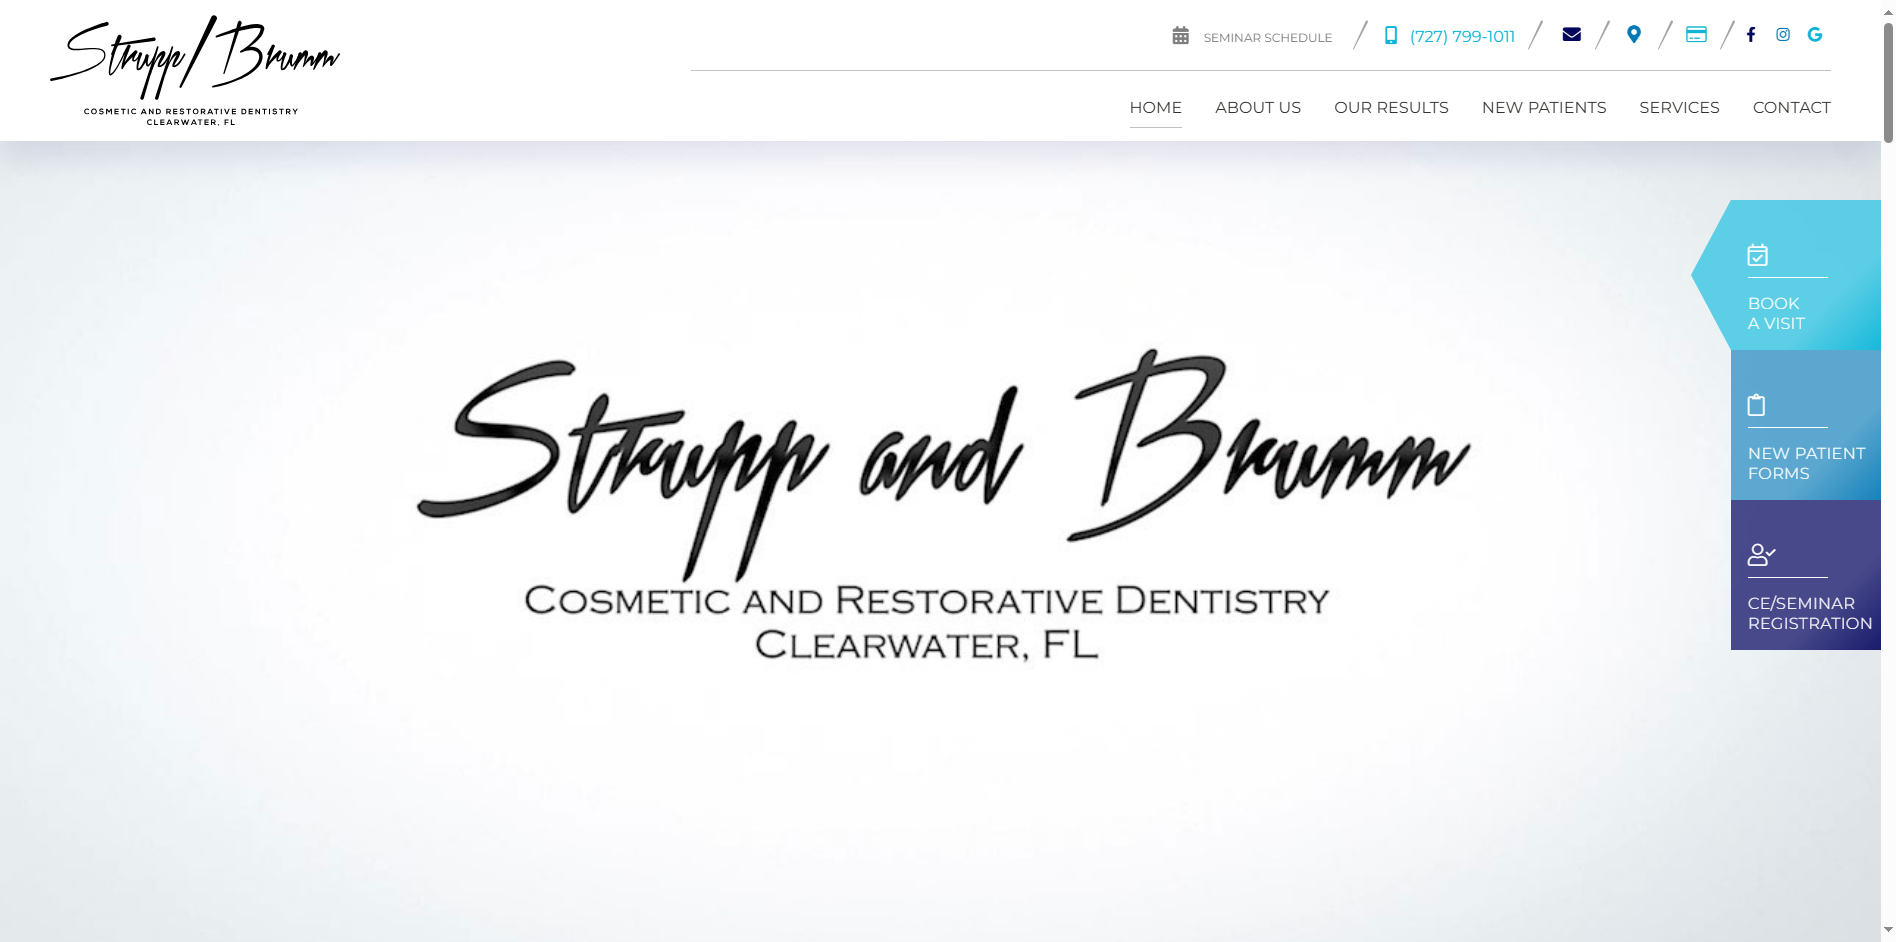 Strupp/Brumm
COSMETIC AND RESTORATIVE DENTISTRY
CLEARWATER, FL
SEMINAR SCHEDULE
(727) 799-1011
HOME ABOUT US OUR RESULTS NEW PATIENTS SERVICES CONTACT
Strupp and Brumm
COSMETIC AND RESTORATIVE DENTISTRY
CLEARWATER, FL
BOOK
A VISIT
NEW PATIENT
FORMS
CE/SEMINAR
REGISTRATION